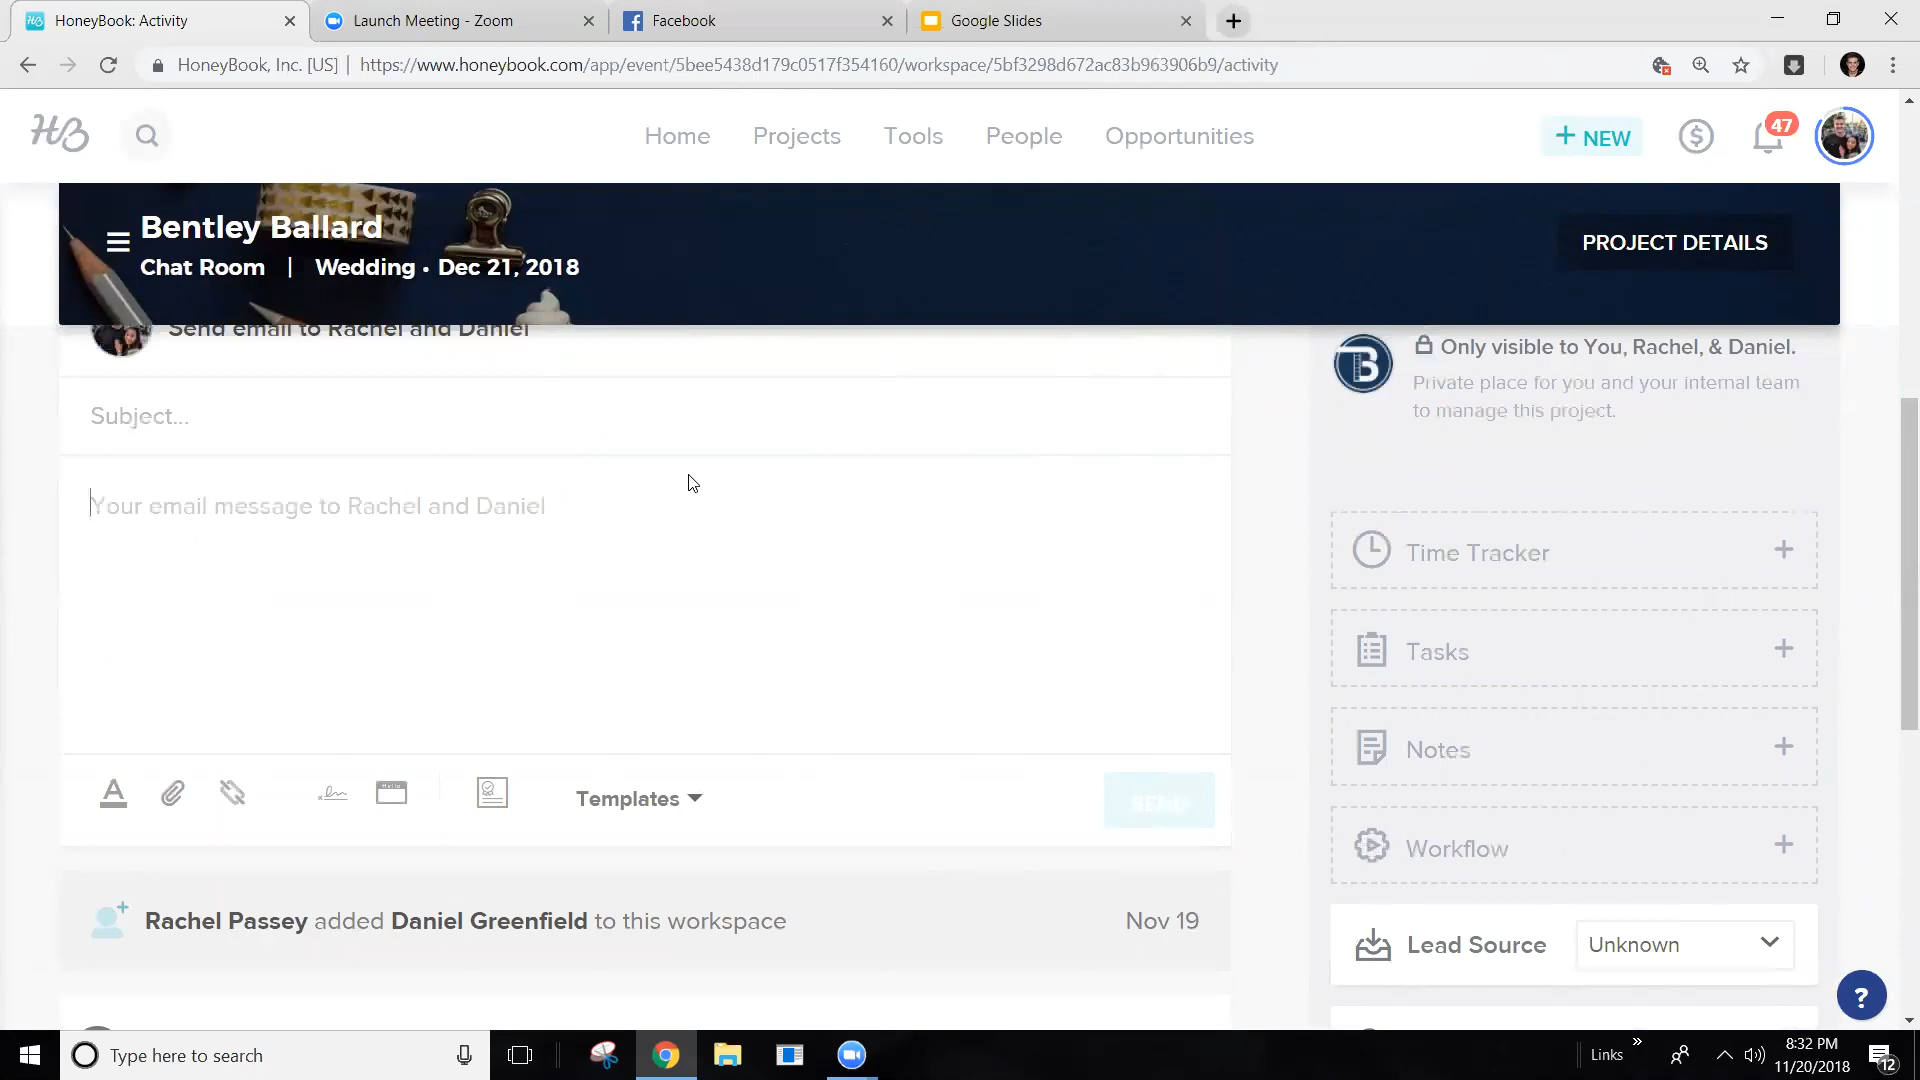 HoneyBook: Activity
Launch Meeting - Zoom
Facebook
Google Slides
HoneyBook, Inc. [US] | https://www.honeybook.com/app/event/5bee5438d179c0517f354160/workspace/5bf3298d672ac83b963906b9/activity
HB
Home
Projects
Tools
People
Opportunities
+ NEW
$
47
Bentley Ballard
Chat Room | Wedding • Dec 21, 2018
PROJECT DETAILS
Send email to Rachel and Daniel
Subject...
Your email message to Rachel and Daniel
A
Templates
SEND
Rachel Passey added Daniel Greenfield to this workspace
Nov 19
B
Only visible to You, Rachel, & Daniel.
Private place for you and your internal team
to manage this project.
Time Tracker +
Tasks +
Notes +
Workflow +
Lead Source
Unknown
?
Type here to search
Links
8:32 PM
11/20/2018
12